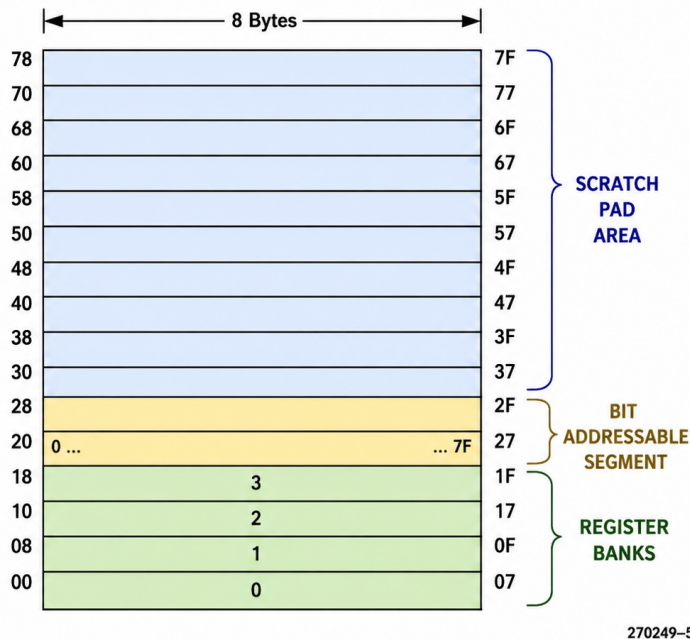 8 Bytes
78 7F
70 77
68 6F
60 67
58 5F
50 57
48 4F
40 47
38 3F
30 37
SCRATCH
PAD
AREA
28 2F
20 0 ... ... 7F 27
BIT
ADDRESSABLE
SEGMENT
18 3 1F
10 2 17
08 1 0F
00 0 07
REGISTER
BANKS
270249–5